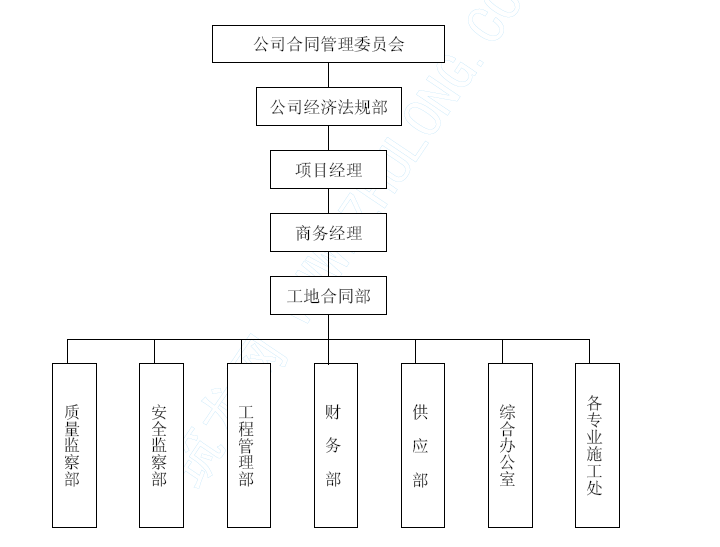 公司合同管理委员会
公司经济法规部
项目经理
商务经理
工地合同部
质量监察部
安全监察部
工程管理部
财务部
供应部
综合办公室
各专业施工处